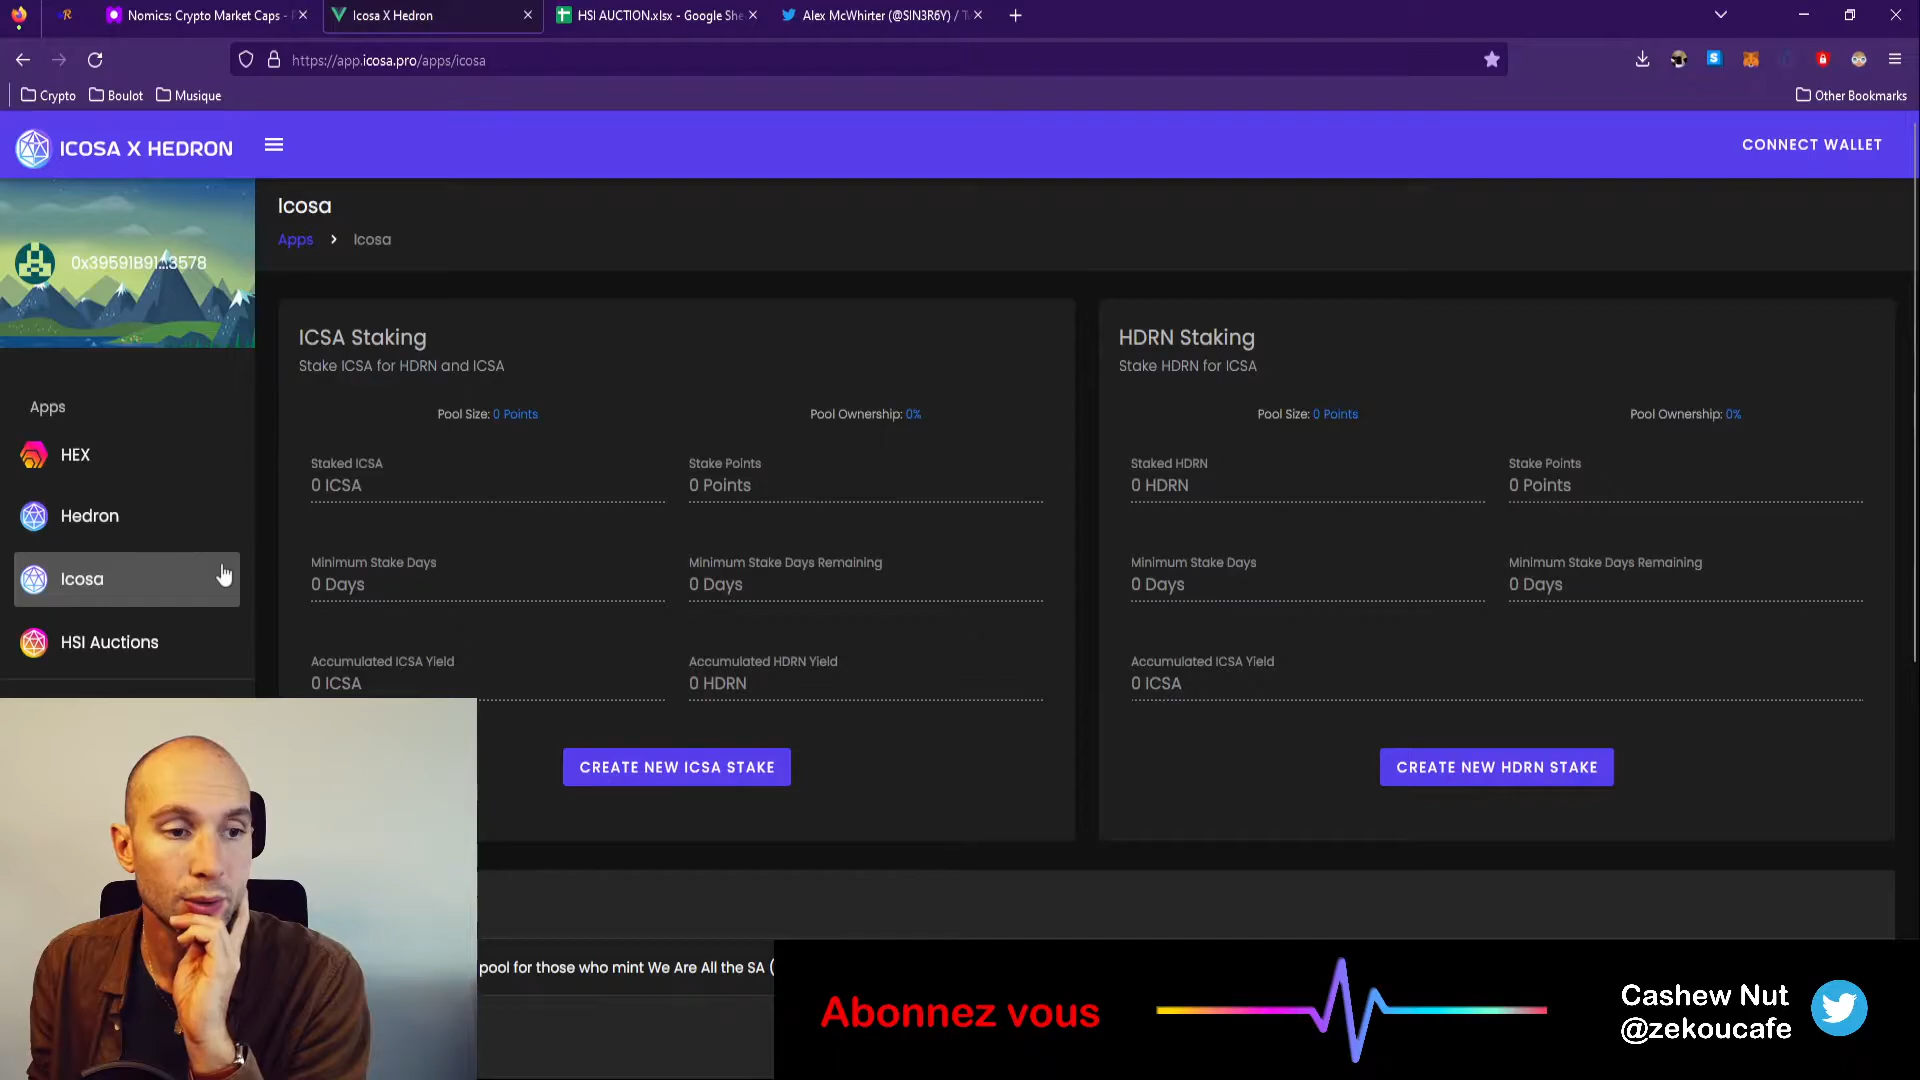 Nomics: Crypto Market Caps -
Icosa X Hedron
HSI AUCTION.xlsx - Google She
Alex McWhirter (@SIN3R6Y) /
https://app.icosa.pro/apps/icosa
Crypto
Boulot
Musique
Other Bookmarks
ICOSA X HEDRON
CONNECT WALLET
0x39591B91...3578
Icosa
Apps
Icosa
Apps
HEX
Hedron
Icosa
HSI Auctions
ICSA Staking
Stake ICSA for HDRN and ICSA
Pool Size: 0 Points
Pool Ownership: 0%
Staked ICSA
0 ICSA
Stake Points
0 Points
Minimum Stake Days
0 Days
Minimum Stake Days Remaining
0 Days
Accumulated ICSA Yield
0 ICSA
Accumulated HDRN Yield
0 HDRN
CREATE NEW ICSA STAKE
HDRN Staking
Stake HDRN for ICSA
Pool Size: 0 Points
Pool Ownership: 0%
Staked HDRN
0 HDRN
Stake Points
0 Points
Minimum Stake Days
0 Days
Minimum Stake Days Remaining
0 Days
Accumulated ICSA Yield
0 ICSA
CREATE NEW HDRN STAKE
pool for those who mint We Are All the SA (
Abonnez vous
Cashew Nut
@zekoucafe